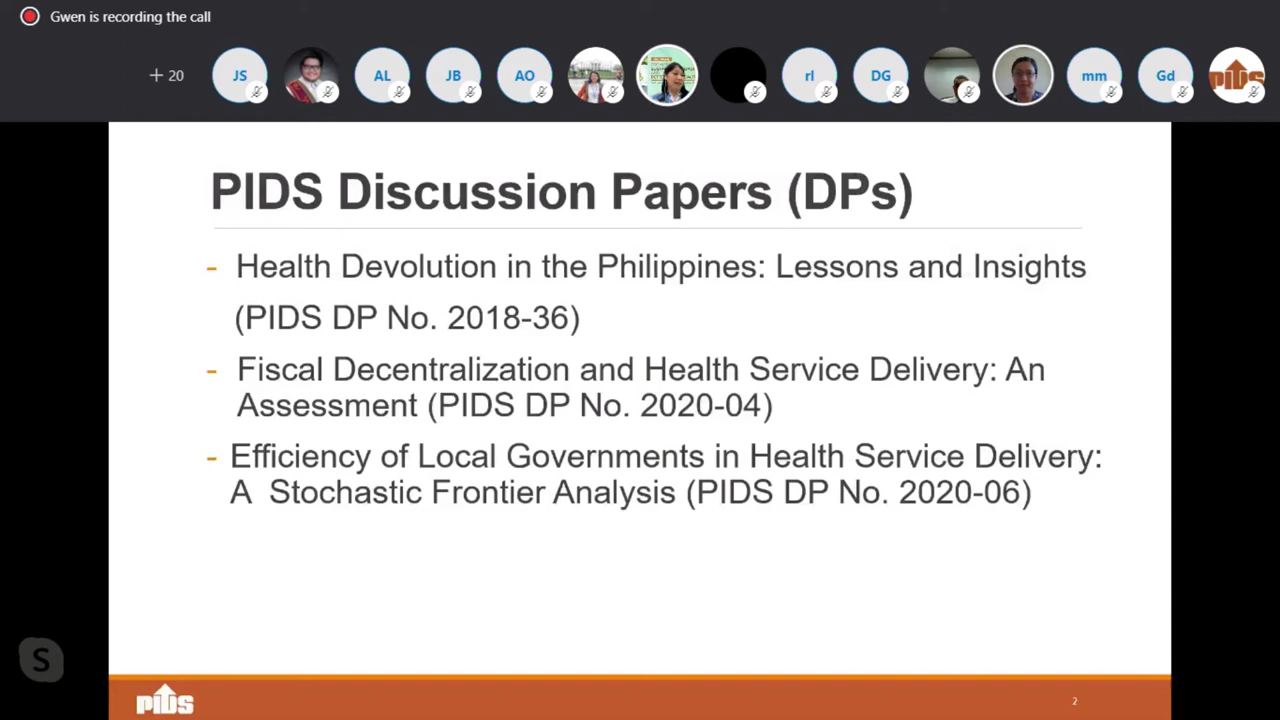 Gwen is recording the call
+ 20
JS
AL
JB
AO
rl
DG
mm
Gd
PIDS
PIDS Discussion Papers (DPs)
- Health Devolution in the Philippines: Lessons and Insights
(PIDS DP No. 2018-36)
- Fiscal Decentralization and Health Service Delivery: An
Assessment (PIDS DP No. 2020-04)
- Efficiency of Local Governments in Health Service Delivery:
A Stochastic Frontier Analysis (PIDS DP No. 2020-06)
S
PIDS
2